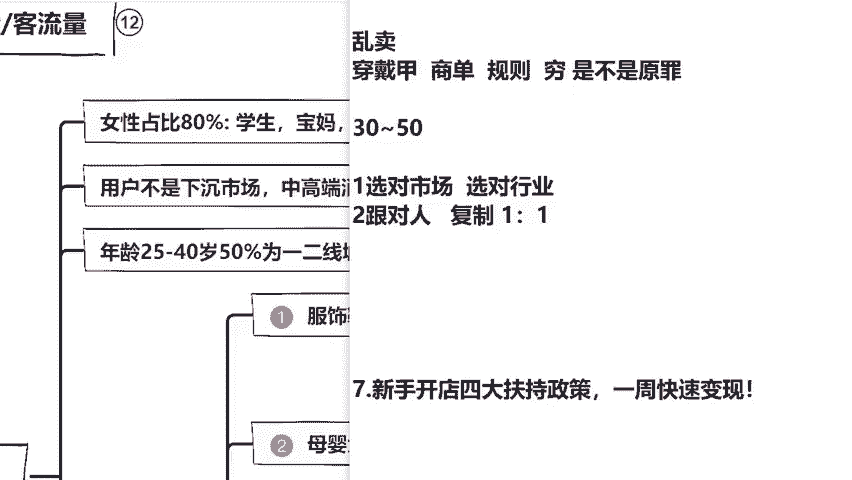 /客流量 12
女性占比80%: 学生，宝妈，
用户不是下沉市场，中高端
年龄25-40岁50%为一二线
1 服饰
2 母婴
乱卖
穿戴甲 商单 规则 穷 是不是原罪
30~50
1选对市场 选对行业
2跟对人 复制 1：1
7.新手开店四大扶持政策，一周快速变现！